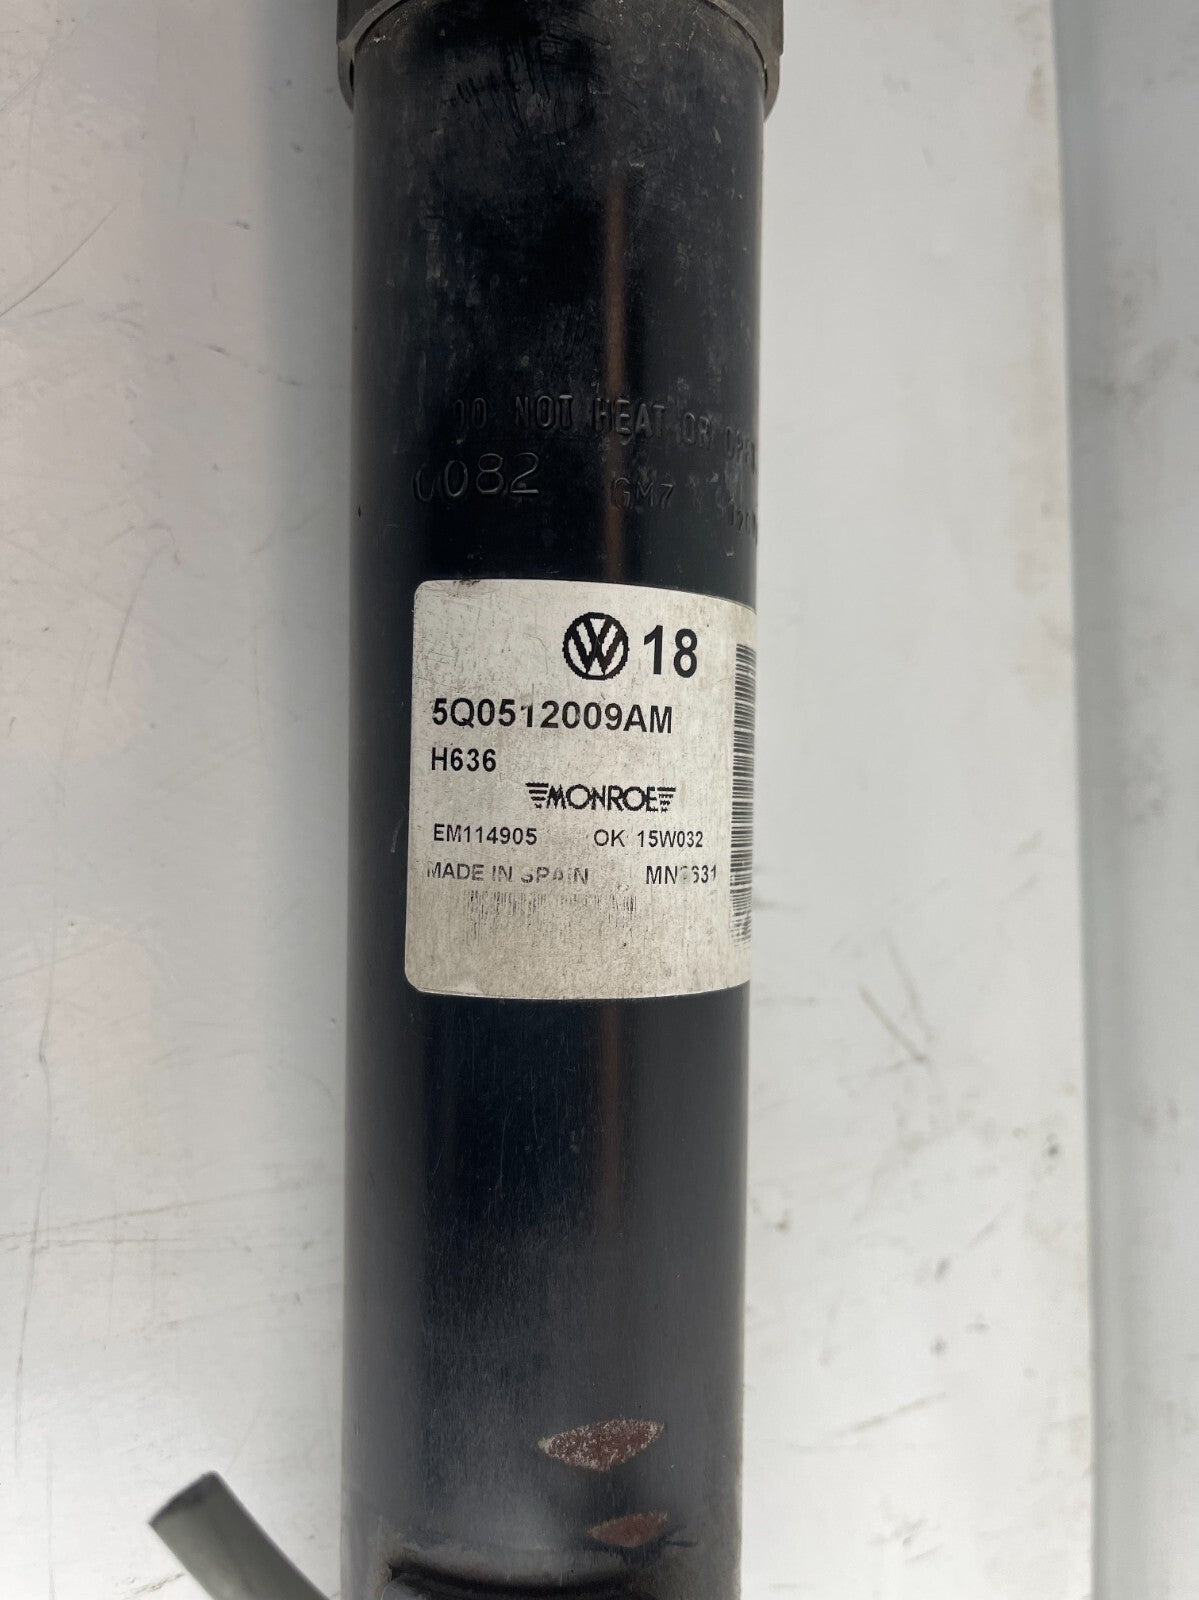 DO NOT HEAT OR OPEN
0082 GM7
18
5Q0512009AM
H636
MONROE
EM114905 OK 15W032
MADE IN SPAIN